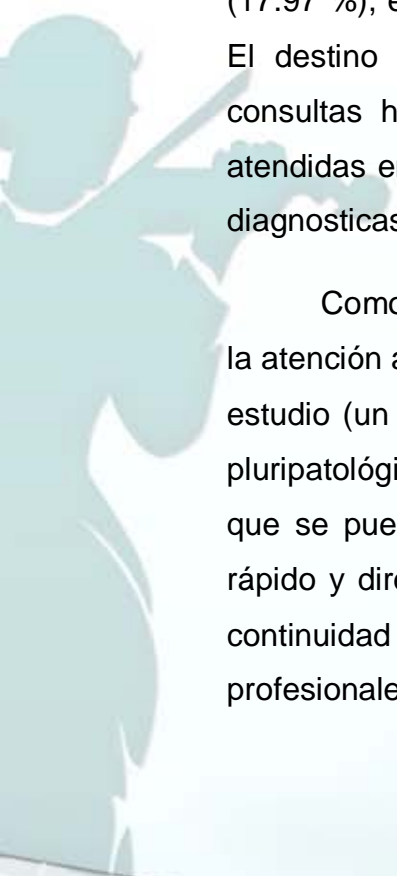 (17.97 %), e
El destino
consultas h
atendidas e
diagnosticas
Como
la atención a
estudio (un
pluripatológi
que se pue
rápido y dire
continuidad
profesionale